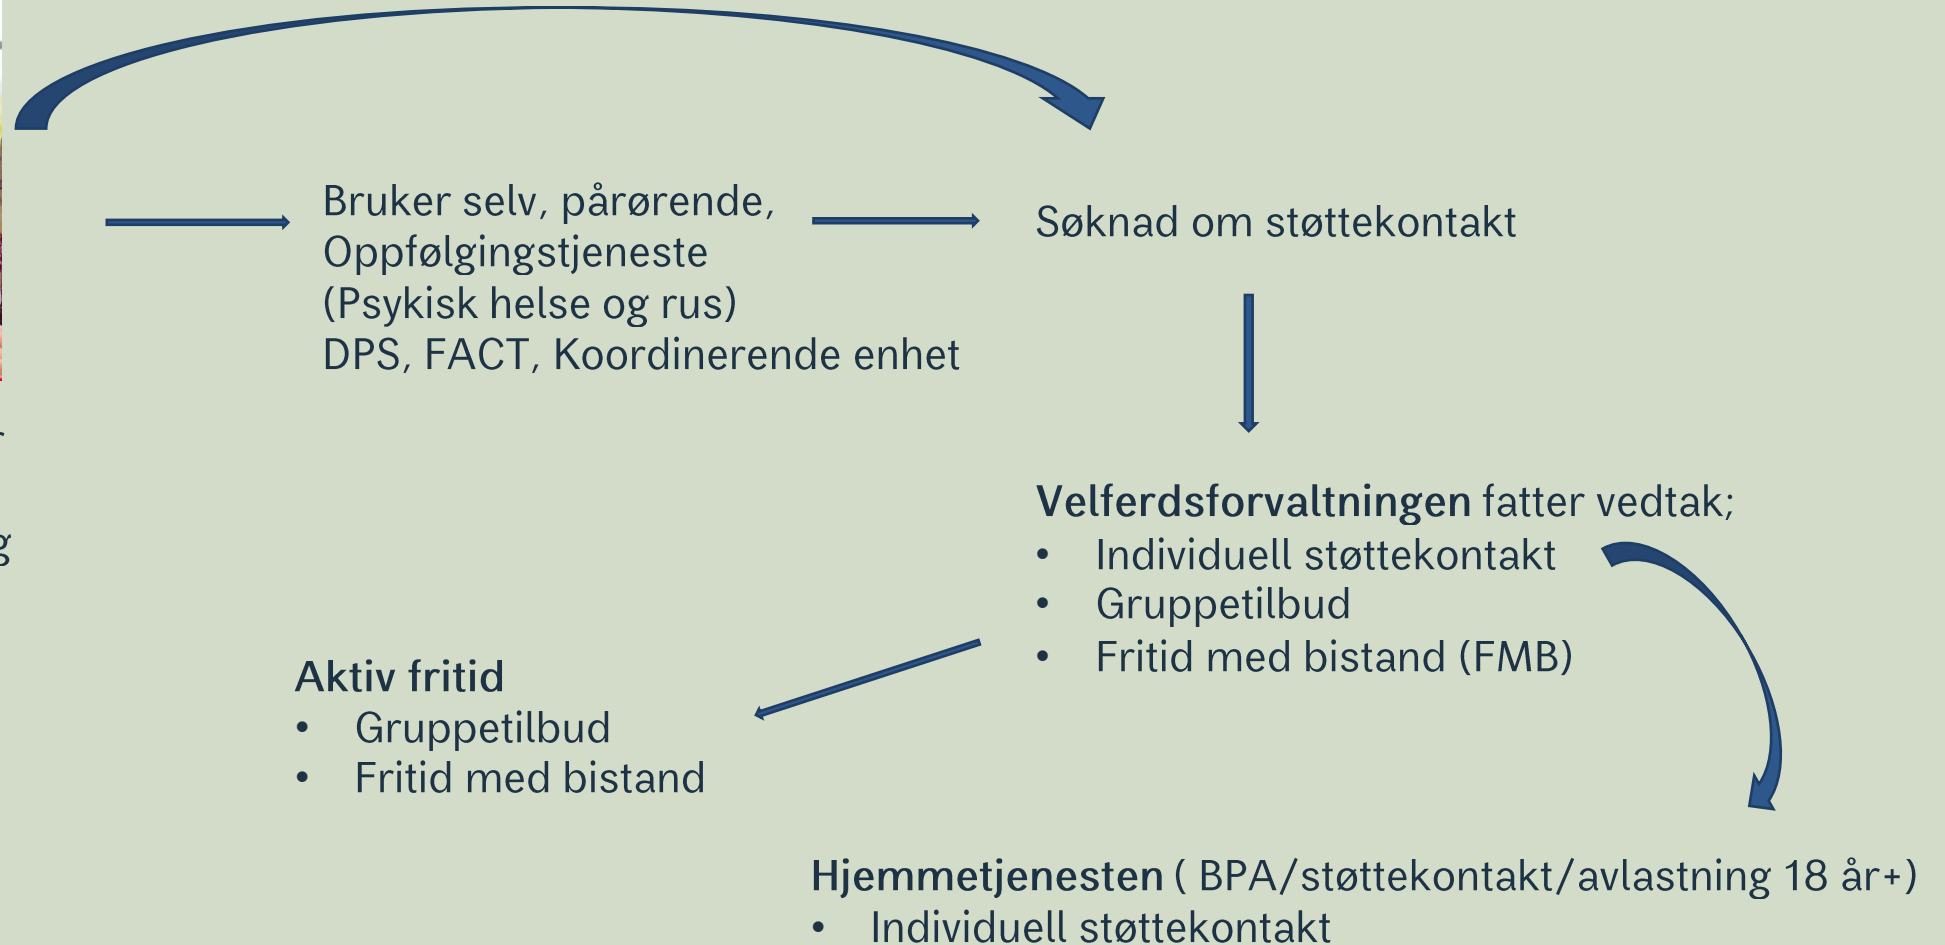 Bruker selv, pårørende,
Oppfølgingstjeneste
(Psykisk helse og rus)
DPS, FACT, Koordinerende enhet
Søknad om støttekontakt
Velferdsforvaltningen fatter vedtak;
• Individuell støttekontakt
• Gruppetilbud
• Fritid med bistand (FMB)
Aktiv fritid
• Gruppetilbud
• Fritid med bistand
Hjemmetjenesten ( BPA/støttekontakt/avlastning 18 år+)
• Individuell støttekontakt